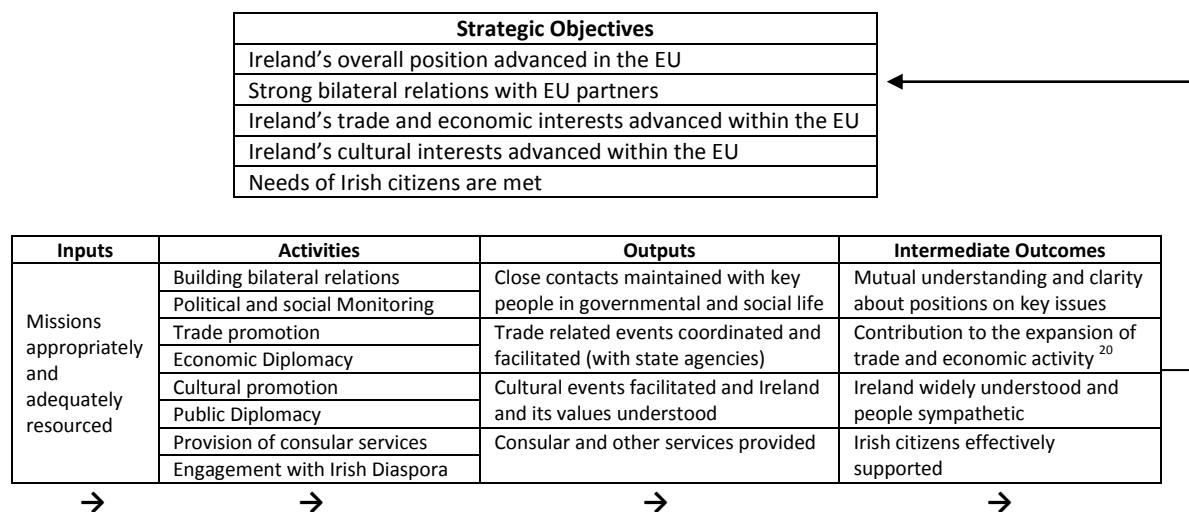 Strategic Objectives
Ireland’s overall position advanced in the EU
Strong bilateral relations with EU partners
Ireland’s trade and economic interests advanced within the EU
Ireland’s cultural interests advanced within the EU
Needs of Irish citizens are met
Inputs
Activities
Outputs
Intermediate Outcomes
Missions
appropriately
and
adequately
resourced
Building bilateral relations
Political and social Monitoring
Trade promotion
Economic Diplomacy
Cultural promotion
Public Diplomacy
Provision of consular services
Engagement with Irish Diaspora
Close contacts maintained with key
people in governmental and social life
Trade related events coordinated and
facilitated (with state agencies)
Cultural events facilitated and Ireland
and its values understood
Consular and other services provided
Mutual understanding and clarity
about positions on key issues
Contribution to the expansion of
trade and economic activity 20
Ireland widely understood and
people sympathetic
Irish citizens effectively
supported
→ → → →